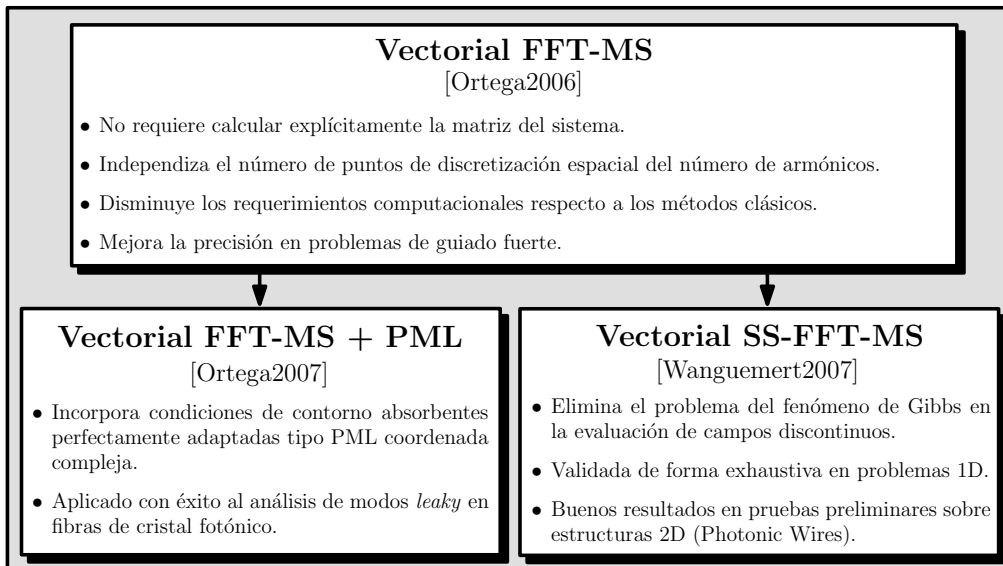 Vectorial FFT-MS
[Ortega2006]
• No requiere calcular explícitamente la matriz del sistema.
• Independiza el número de puntos de discretización espacial del número de armónicos.
• Disminuye los requerimientos computacionales respecto a los métodos clásicos.
• Mejora la precisión en problemas de guiado fuerte.
Vectorial FFT-MS + PML
[Ortega2007]
• Incorpora condiciones de contorno absorbentes
perfectamente adaptadas tipo PML coordenada
compleja.
• Aplicado con éxito al análisis de modos leaky en
fibras de cristal fotónico.
Vectorial SS-FFT-MS
[Wanguemert2007]
• Elimina el problema del fenómeno de Gibbs en
la evaluación de campos discontinuos.
• Validada de forma exhaustiva en problemas 1D.
• Buenos resultados en pruebas preliminares sobre
estructuras 2D (Photonic Wires).